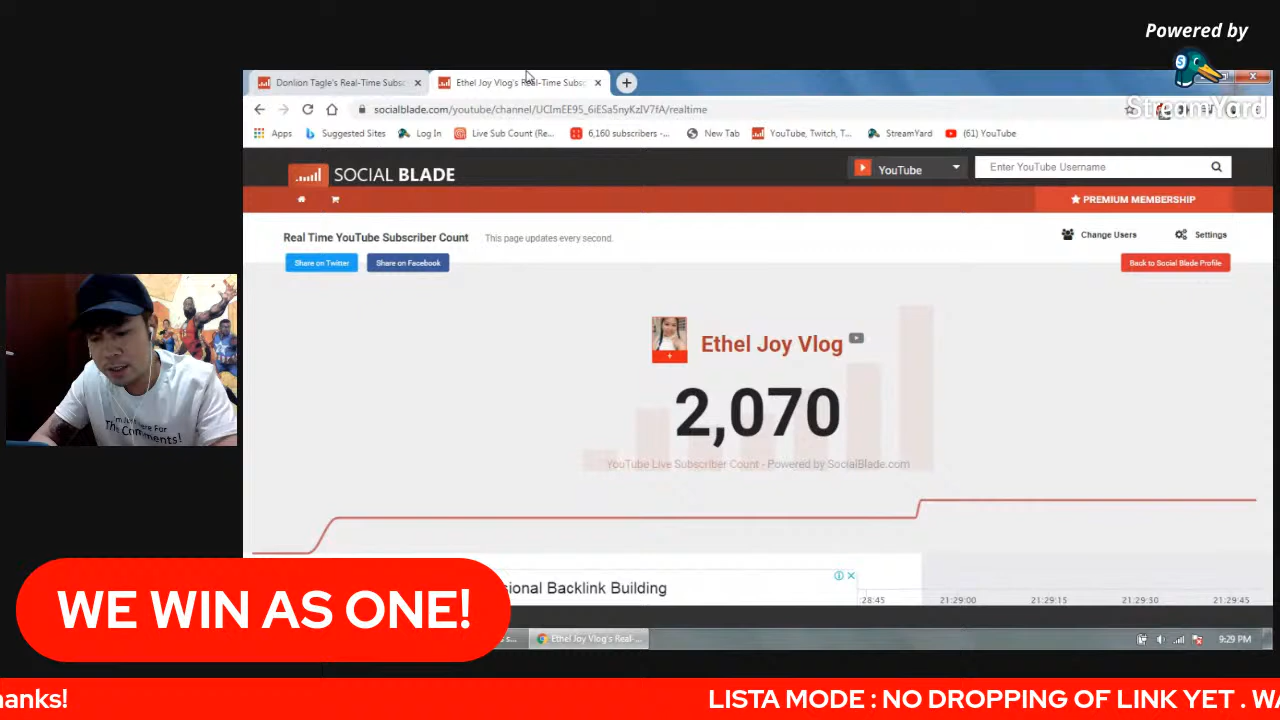 Powered by
StreamYard
Donlion Tagle's Real-Time Subsc
Ethel Joy Vlog's Real-Time Subsc
socialblade.com/youtube/channel/UCImEE95_6iESa5nyKzIV7fA/realtime
Apps
Suggested Sites
Log In
Live Sub Count (Re...
6,160 subscribers -...
New Tab
YouTube, Twitch, T...
StreamYard
(61) YouTube
SOCIAL BLADE
YouTube
Enter YouTube Username
PREMIUM MEMBERSHIP
Real Time YouTube Subscriber Count
This page updates every second.
Change Users
Settings
Share on Twitter
Share on Facebook
Back to Social Blade Profile
Ethel Joy Vlog
2,070
YouTube Live Subscriber Count - Powered by SocialBlade.com
The Comments!
sional Backlink Building
28:45
21:29:00
21:29:15
21:29:30
21:29:45
WE WIN AS ONE!
s...
Ethel Joy Vlog's Real-...
9:29 PM
hanks!
LISTA MODE : NO DROPPING OF LINK YET . WA